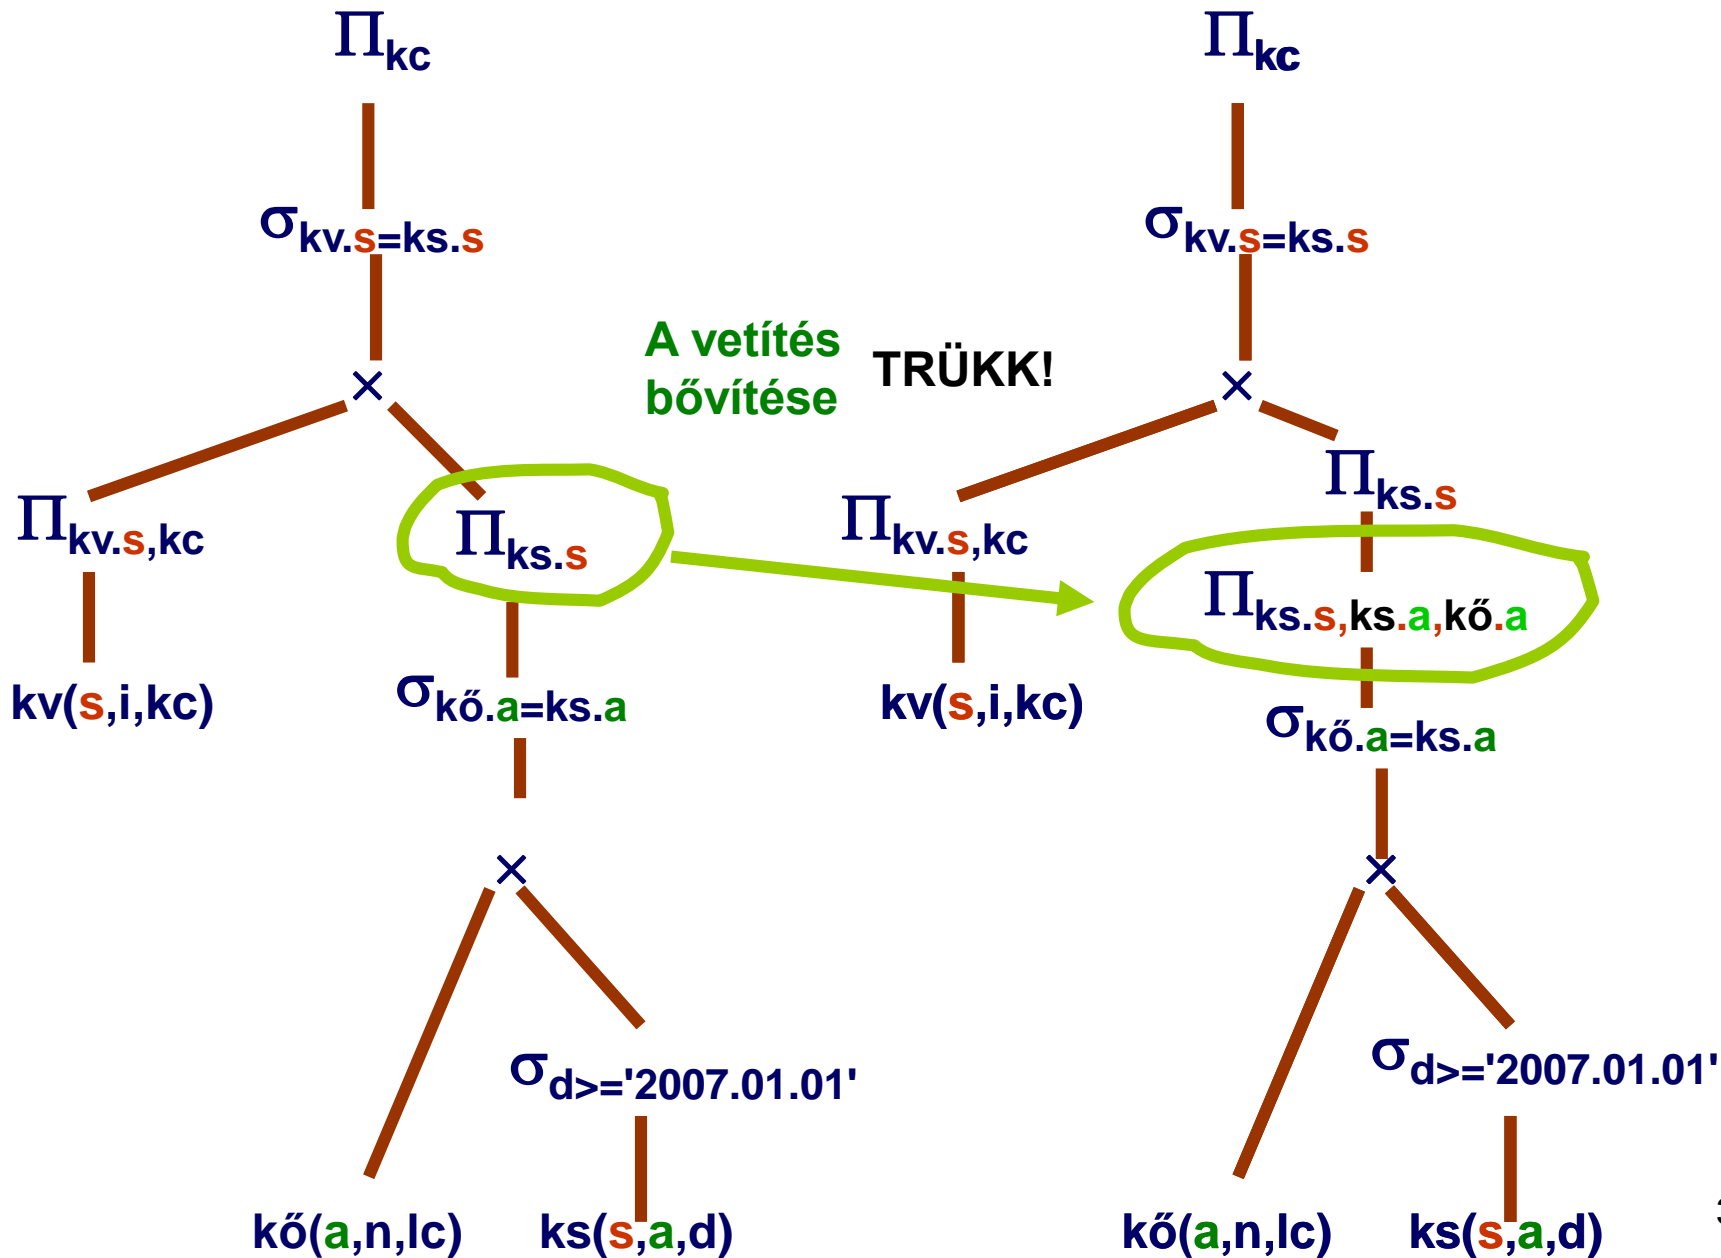 Πkc
Πkc
σkv.s=ks.s
σkv.s=ks.s
A vetítés
bővítése
TRÜKK!
×
×
Πkv.s,kc
Πks.s
Πkv.s,kc
Πks.s
Πks.s,ks.a,kő.a
kv(s,i,kc)
σkő.a=ks.a
kv(s,i,kc)
σkő.a=ks.a
×
×
σd>='2007.01.01'
σd>='2007.01.01'
kő(a,n,lc)
ks(s,a,d)
kő(a,n,lc)
ks(s,a,d)